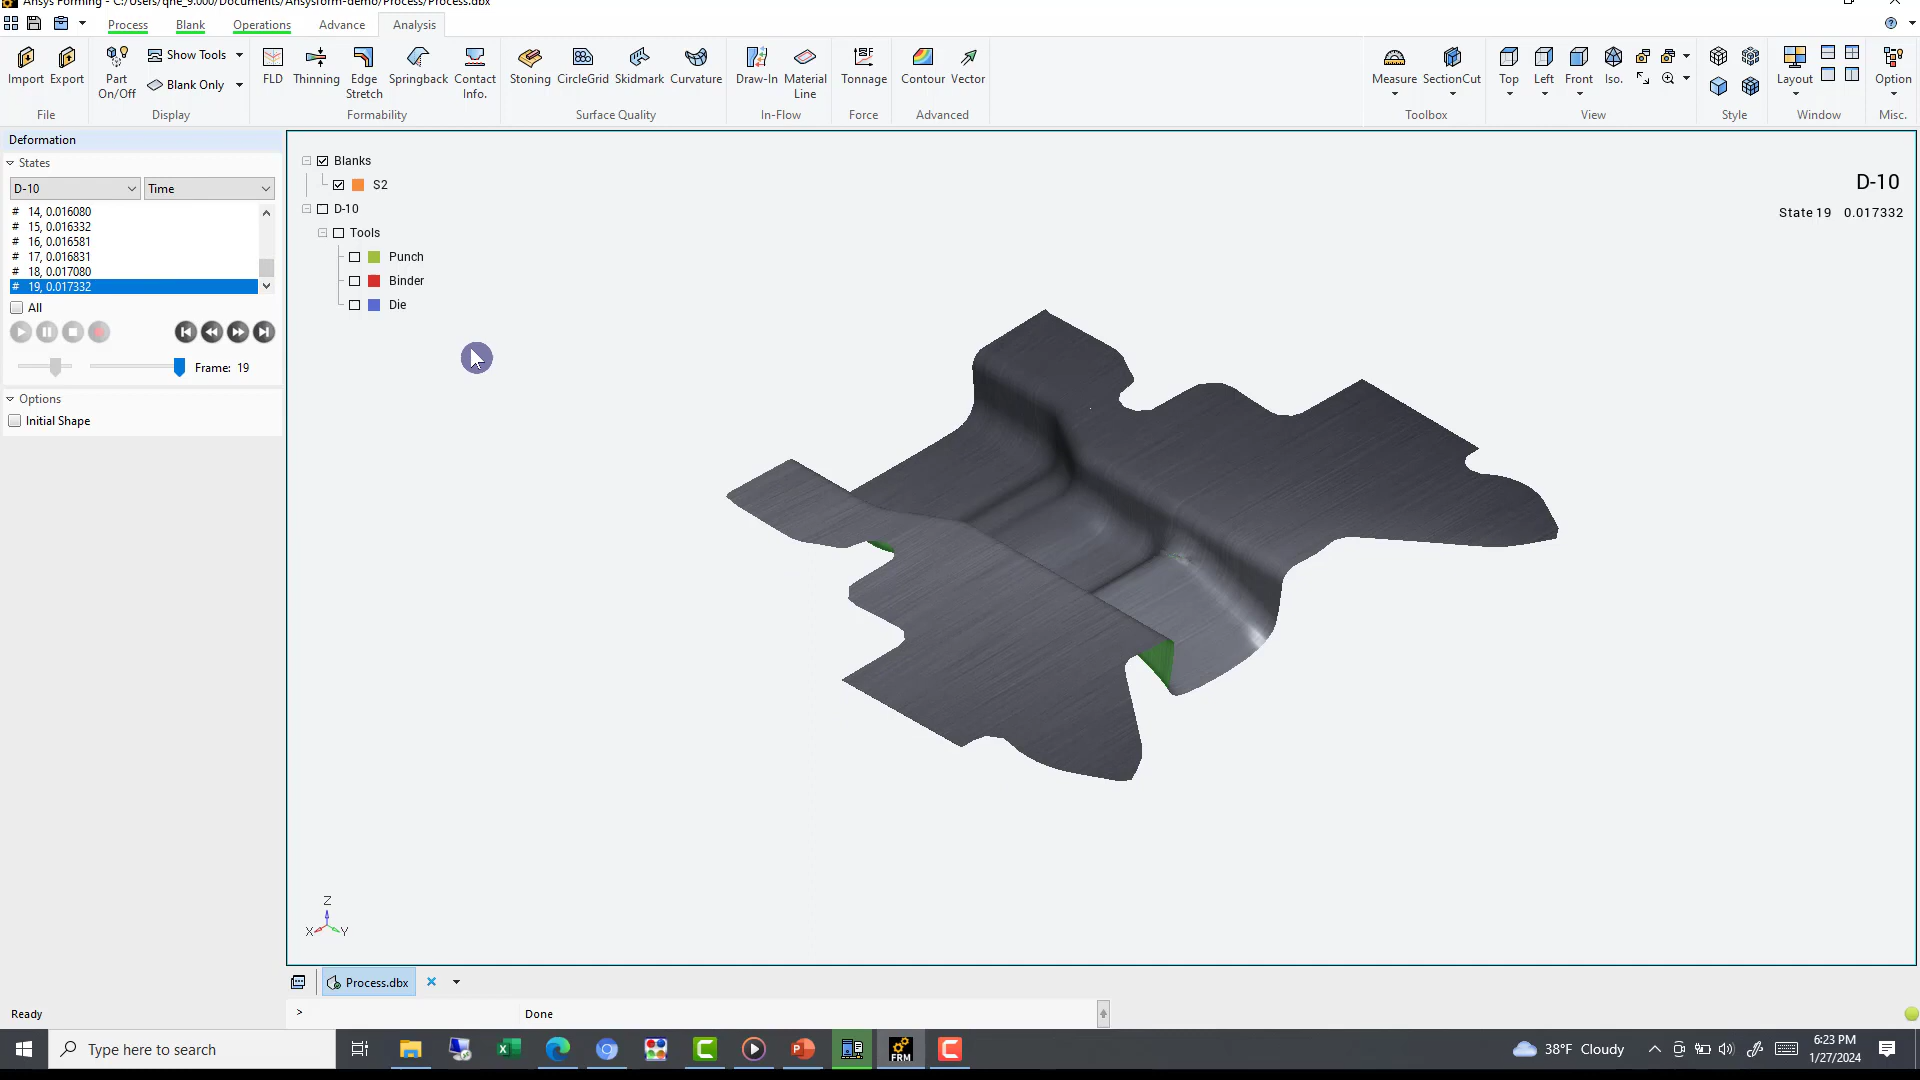 Ansys Forming - C:/Users/qhe_9.000/Documents/Ansysform-demo/Process/Process.dbx
Process Blank Operations Advance Analysis
Import Export
File
Part On/Off
Show Tools
Blank Only
Display
FLD Thinning Edge Stretch Springback Contact Info.
Formability
Stoning CircleGrid Skidmark Curvature
Surface Quality
Draw-In Material Line
In-Flow
Tonnage
Force
Contour Vector
Advanced
Measure SectionCut
Toolbox
Top Left Front Iso.
View
Style
Layout
Window
Option
Misc.
Deformation
States
D-10 Time
# 14, 0.016080
# 15, 0.016332
# 16, 0.016581
# 17, 0.016831
# 18, 0.017080
# 19, 0.017332
All
Frame: 19
Options
Initial Shape
Blanks
S2
D-10
Tools
Punch
Binder
Die
D-10
State 19 0.017332
Z
X Y
Process.dbx
Ready
> Done
Type here to search
FRM
38°F Cloudy
6:23 PM
1/27/2024